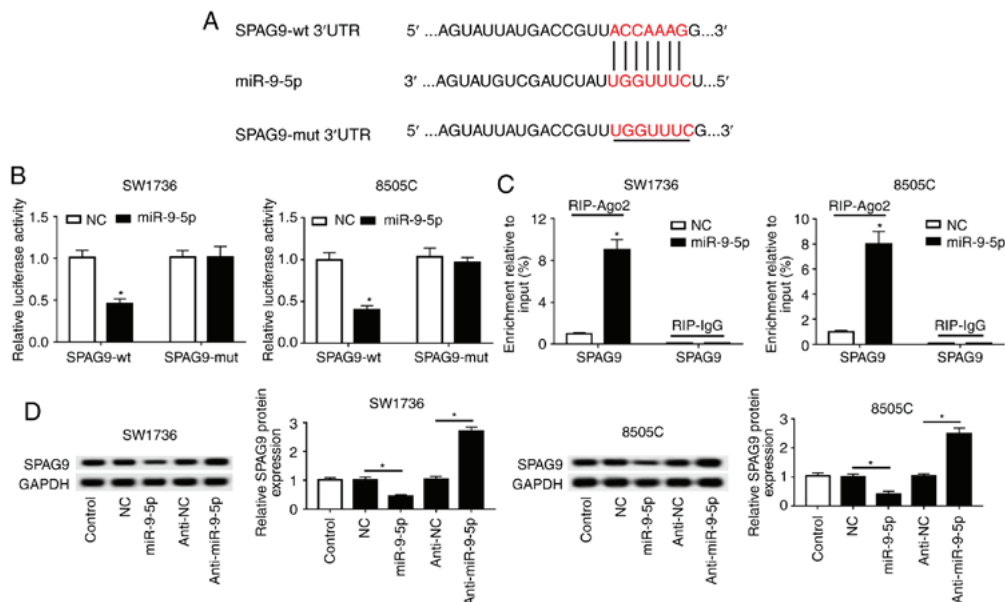 A
SPAG9-wt 3′UTR 5′ ...AGUAUUAUGACCGUUACCAAAGG...3′
miR-9-5p 3′ ...AGUAUGUCGAUCUAUUGGUUUCU...5′
SPAG9-mut 3′UTR 5′ ...AGUAUUAUGACCGUUUGGUUUCG...3′
B
SW1736
NC miR-9-5p
Relative luciferase activity
1.5
1.0
0.5
0
SPAG9-wt SPAG9-mut
*
8505C
NC miR-9-5p
Relative luciferase activity
1.5
1.0
0.5
0
SPAG9-wt SPAG9-mut
*
C
SW1736
RIP-Ago2
NC
miR-9-5p
Enrichment relative to
input (%)
12
8
4
0
*
RIP-IgG
SPAG9 SPAG9
8505C
RIP-Ago2
NC
miR-9-5p
Enrichment relative to
input (%)
10
8
6
4
2
0
*
RIP-IgG
SPAG9 SPAG9
D
SW1736
SPAG9
GAPDH
Control
NC
miR-9-5p
Anti-NC
Anti-miR-9-5p
SW1736
Relative SPAG9 protein
expression
3
2
1
0
*
*
Control
NC
miR-9-5p
Anti-NC
Anti-miR-9-5p
8505C
SPAG9
GAPDH
Control
NC
miR-9-5p
Anti-NC
Anti-miR-9-5p
8505C
Relative SPAG9 protein
expression
3
2
1
0
*
*
Control
NC
miR-9-5p
Anti-NC
Anti-miR-9-5p